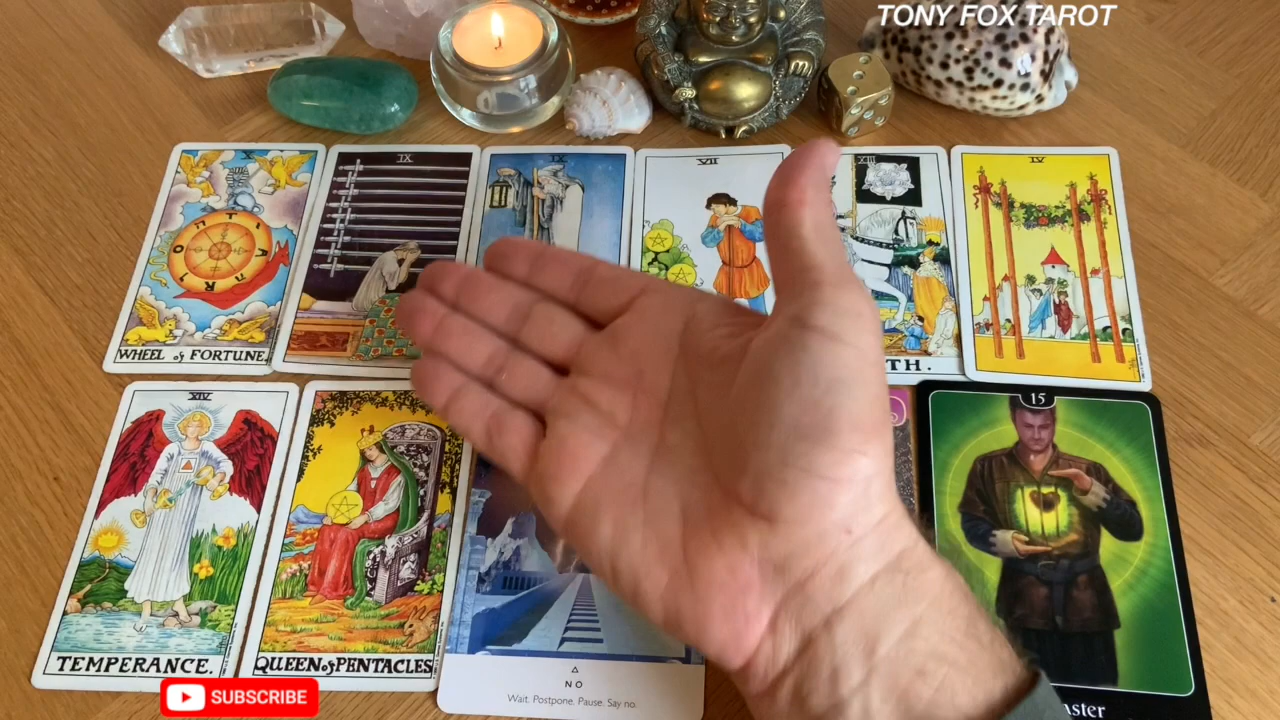 TONY FOX TAROT
X
IX
IX
VII
XIII
IV
T A R O
WHEEL of FORTUNE.
TH.
XIV
15
TEMPERANCE.
QUEEN of PENTACLES
NO
Wait. Postpone. Pause. Say no.
aster
SUBSCRIBE